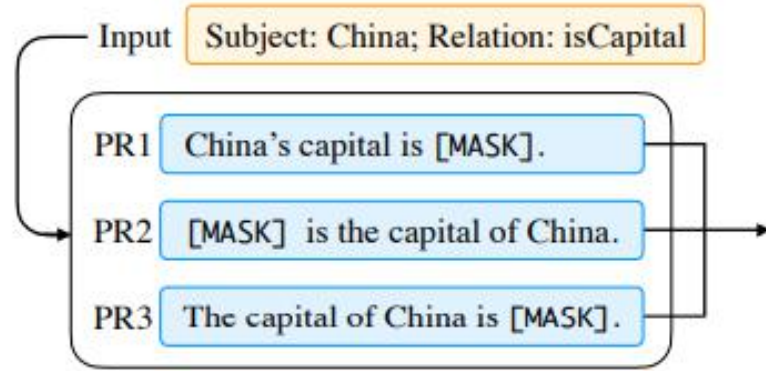 Input Subject: China; Relation: isCapital
PR1 China's capital is [MASK].
PR2 [MASK] is the capital of China.
PR3 The capital of China is [MASK].